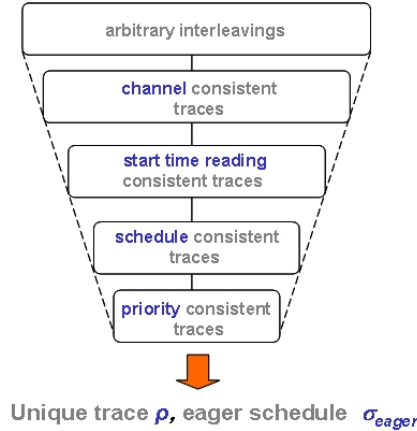 arbitrary interleavings
channel consistent
traces
start time reading
consistent traces
schedule consistent
traces
priority consistent
traces
Unique trace ρ, eager schedule σeager